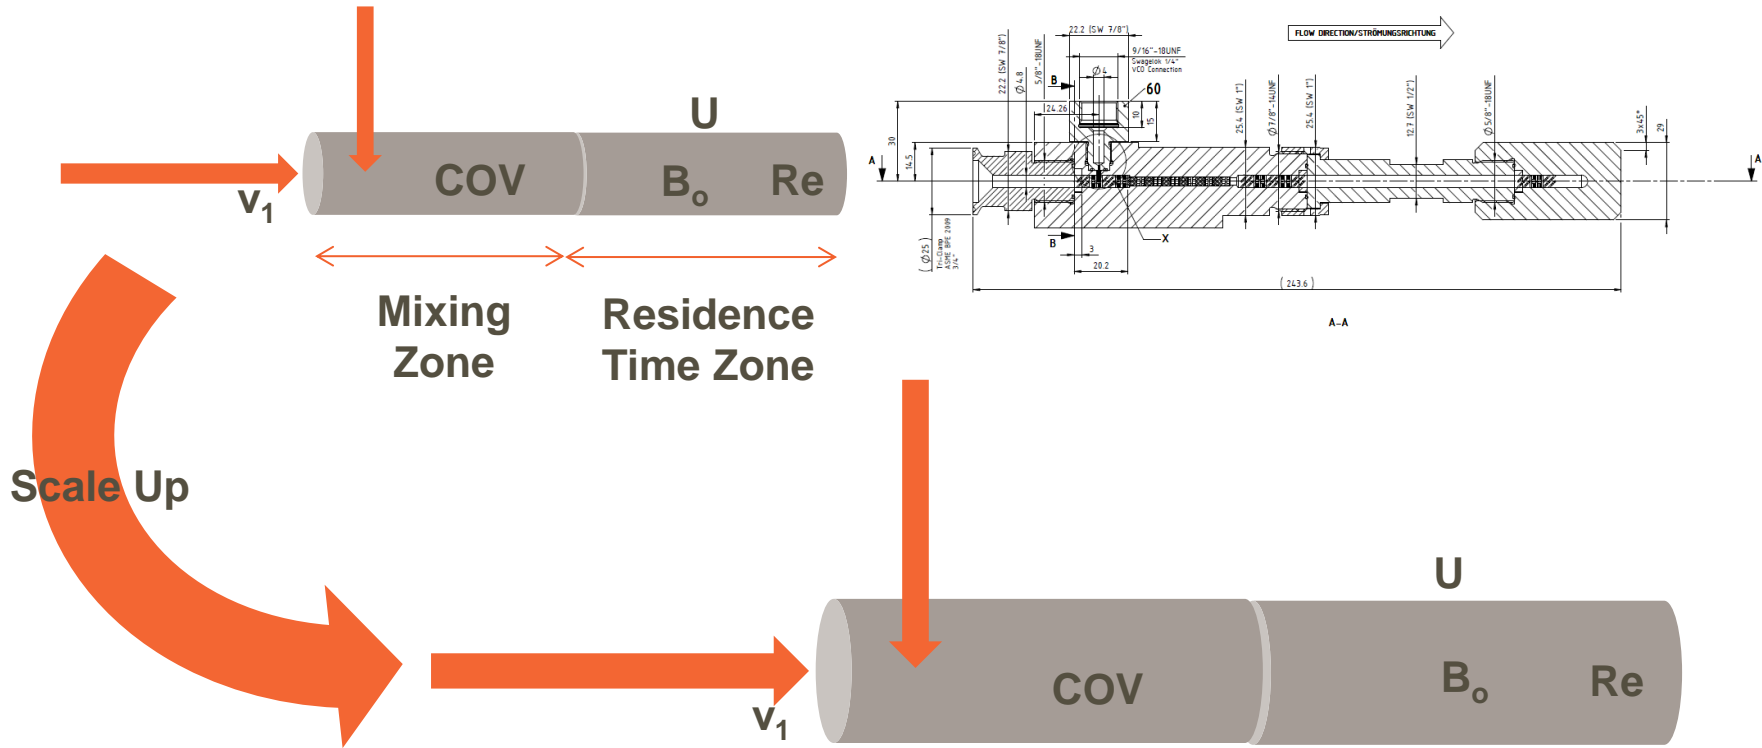 v1
COV
U
Bo
Re
Mixing
Zone
Residence
Time Zone
Scale Up
FLOW DIRECTION/STRÖMUNGSRICHTUNG
22.2 (SW 7/8")
9/16"-18UNF
Swagelok 1/4"
VCO Connection
Ø4
B
60
22.2 (SW 7/8")
Ø4.8
5/8"-18UNF
24.26
10
15
30
14.5
A
25.4 (SW 1")
Ø7/8"-14UNF
25.4 (SW 1")
12.7 (SW 1/2")
Ø5/8"-18UNF
3x45°
29
A
(Ø25)
Tri-Clamp
ASME BPE 2009
3/4"
B
3
20.2
X
(243.6)
A-A
v1
COV
U
Bo
Re